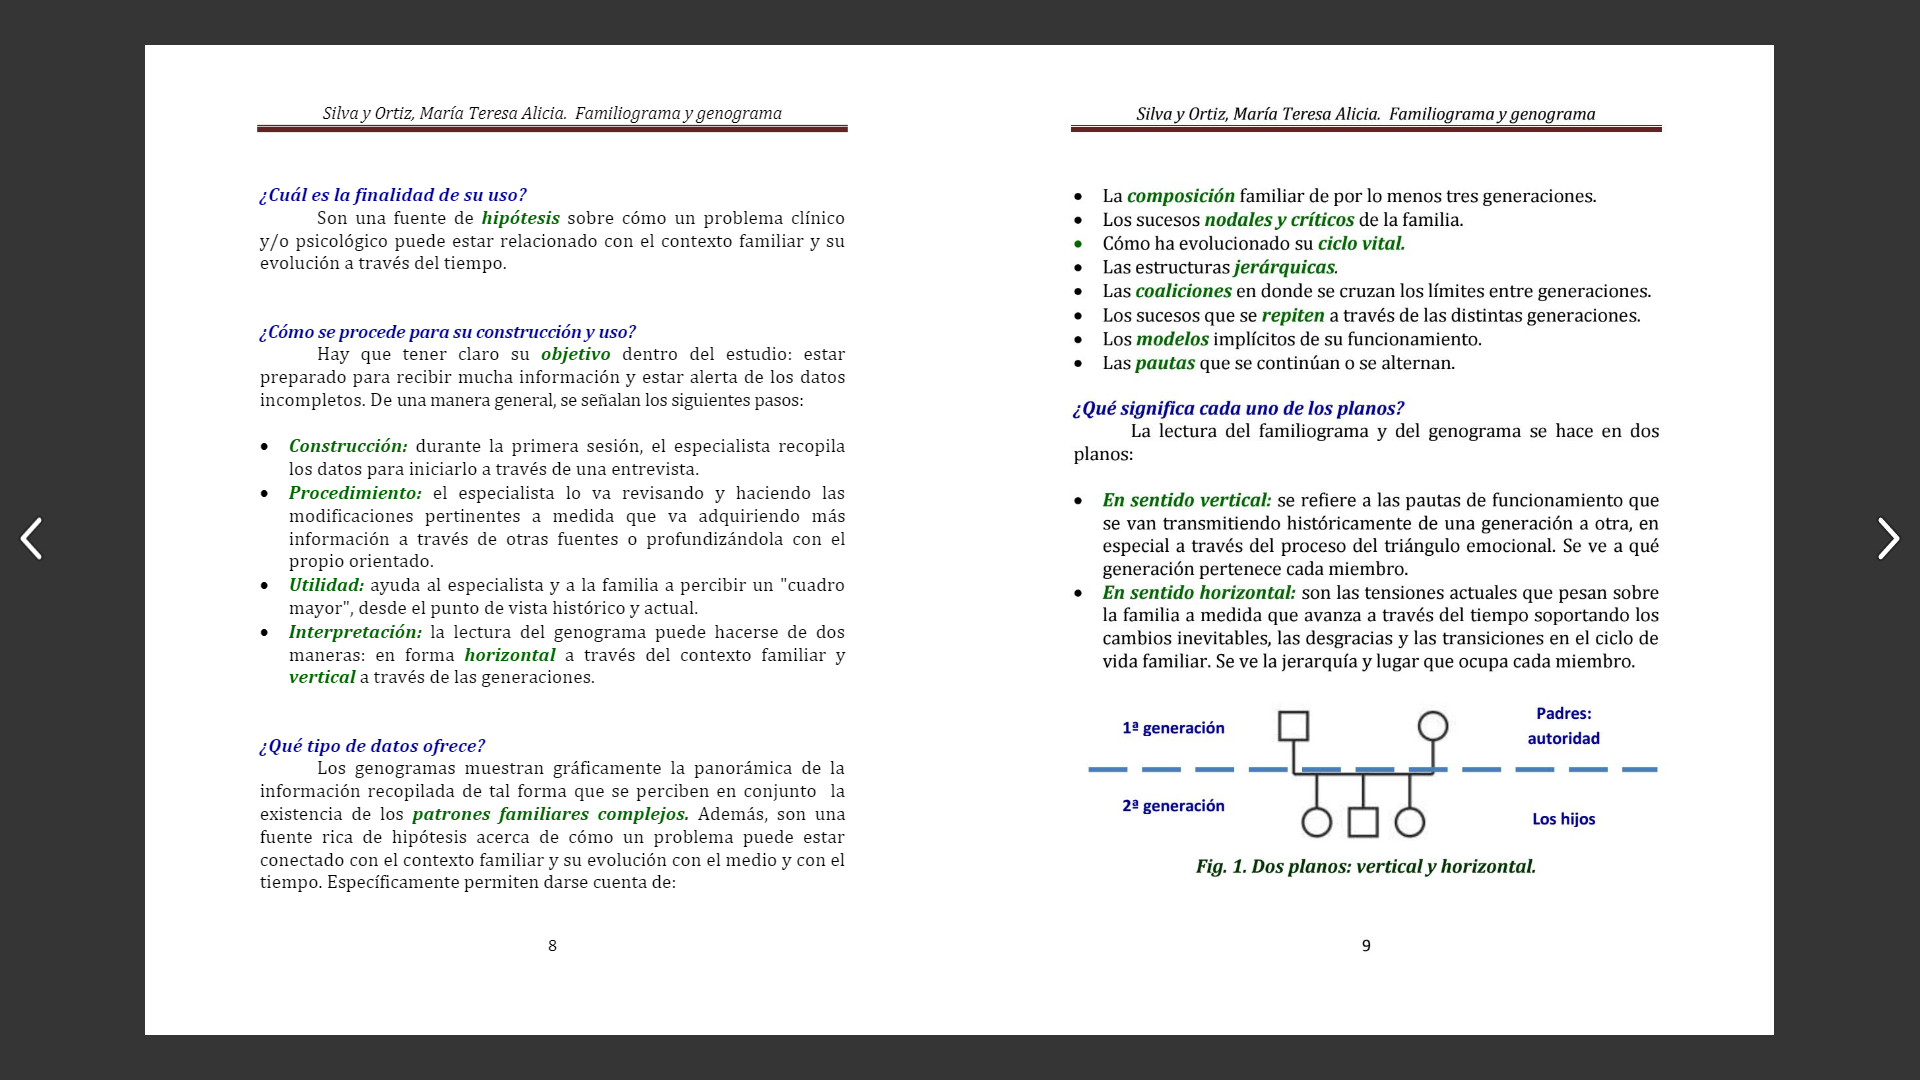 Silva y Ortiz, María Teresa Alicia.  Familiograma y genograma
¿Cuál es la finalidad de su uso?
Son una fuente de hipótesis sobre cómo un problema clínico
y/o psicológico puede estar relacionado con el contexto familiar y su
evolución a través del tiempo.
¿Cómo se procede para su construcción y uso?
Hay que tener claro su objetivo dentro del estudio: estar
preparado para recibir mucha información y estar alerta de los datos
incompletos. De una manera general, se señalan los siguientes pasos:
• Construcción: durante la primera sesión, el especialista recopila
los datos para iniciarlo a través de una entrevista.
• Procedimiento: el especialista lo va revisando y haciendo las
modificaciones pertinentes a medida que va adquiriendo más
información a través de otras fuentes o profundizándola con el
propio orientado.
• Utilidad: ayuda al especialista y a la familia a percibir un "cuadro
mayor", desde el punto de vista histórico y actual.
• Interpretación: la lectura del genograma puede hacerse de dos
maneras: en forma horizontal a través del contexto familiar y
vertical a través de las generaciones.
¿Qué tipo de datos ofrece?
Los genogramas muestran gráficamente la panorámica de la
información recopilada de tal forma que se perciben en conjunto  la
existencia de los patrones familiares complejos. Además, son una
fuente rica de hipótesis acerca de cómo un problema puede estar
conectado con el contexto familiar y su evolución con el medio y con el
tiempo. Específicamente permiten darse cuenta de:
8
Silva y Ortiz, María Teresa Alicia.  Familiograma y genograma
• La composición familiar de por lo menos tres generaciones.
• Los sucesos nodales y críticos de la familia.
• Cómo ha evolucionado su ciclo vital.
• Las estructuras jerárquicas.
• Las coaliciones en donde se cruzan los límites entre generaciones.
• Los sucesos que se repiten a través de las distintas generaciones.
• Los modelos implícitos de su funcionamiento.
• Las pautas que se continúan o se alternan.
¿Qué significa cada uno de los planos?
La lectura del familiograma y del genograma se hace en dos
planos:
• En sentido vertical: se refiere a las pautas de funcionamiento que
se van transmitiendo históricamente de una generación a otra, en
especial a través del proceso del triángulo emocional. Se ve a qué
generación pertenece cada miembro.
• En sentido horizontal: son las tensiones actuales que pesan sobre
la familia a medida que avanza a través del tiempo soportando los
cambios inevitables, las desgracias y las transiciones en el ciclo de
vida familiar. Se ve la jerarquía y lugar que ocupa cada miembro.
1ª generación
Padres:
autoridad
2ª generación
Los hijos
Fig. 1. Dos planos: vertical y horizontal.
9